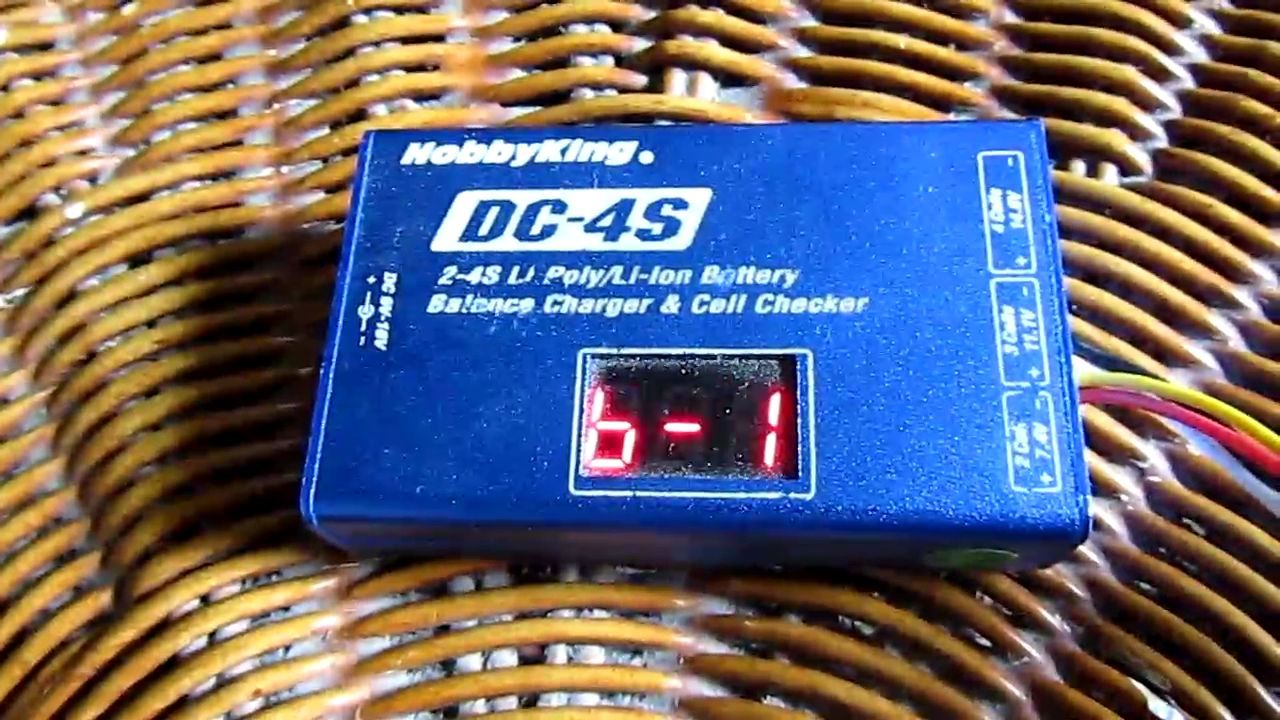 HobbyKing.
DC-4S
2-4S Li Poly/Li-Ion Battery
Balance Charger & Cell Checker
b-1
4 Cells
14.8V
- +
3 Cells
11.1V
- +
2 Cell
7.4V
- +
- +